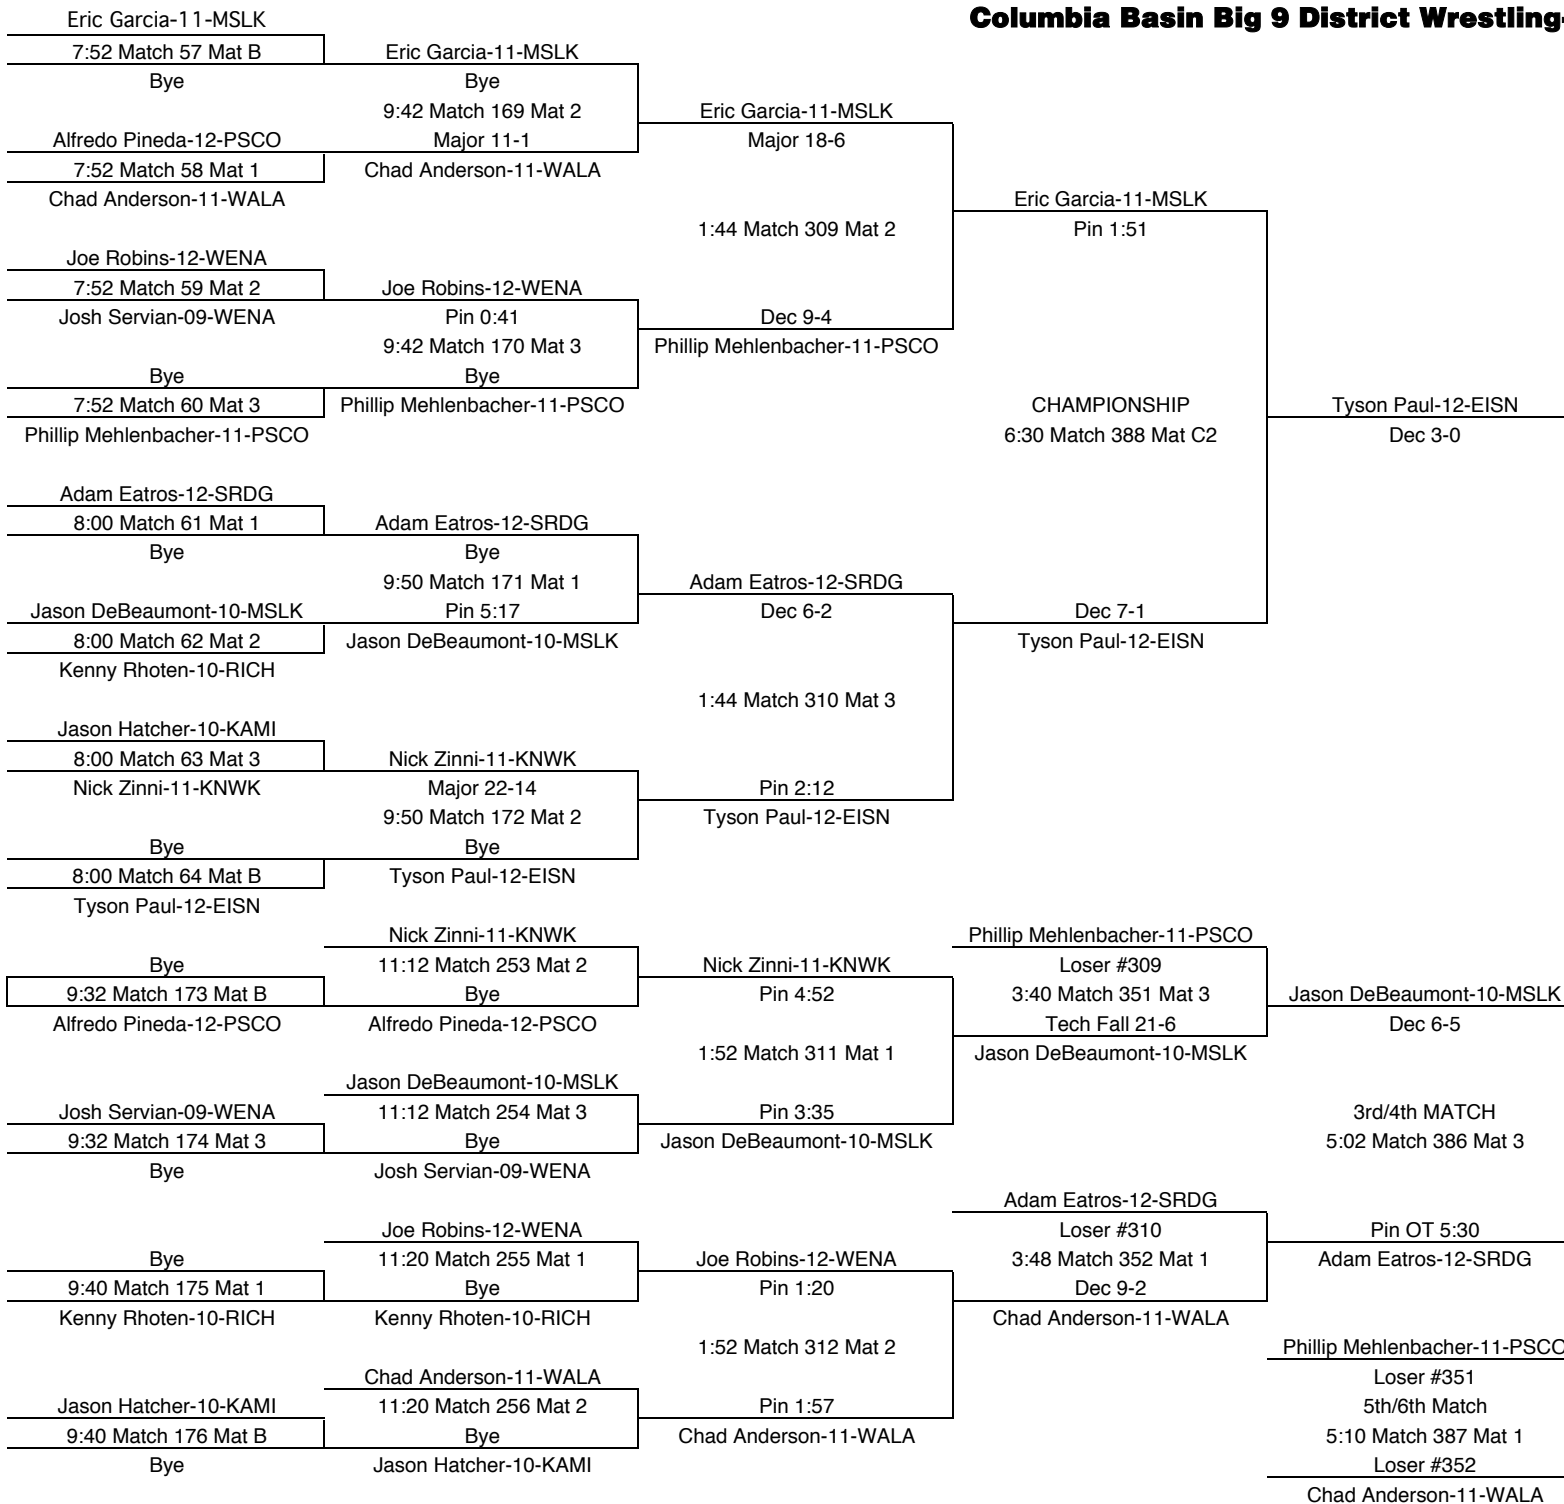 Columbia Basin Big 9 District Wrestling-
Eric Garcia-11-MSLK
7:52 Match 57 Mat B
Bye
Alfredo Pineda-12-PSCO
7:52 Match 58 Mat 1
Chad Anderson-11-WALA
Joe Robins-12-WENA
7:52 Match 59 Mat 2
Josh Servian-09-WENA
Bye
7:52 Match 60 Mat 3
Phillip Mehlenbacher-11-PSCO
Adam Eatros-12-SRDG
8:00 Match 61 Mat 1
Bye
Jason DeBeaumont-10-MSLK
8:00 Match 62 Mat 2
Kenny Rhoten-10-RICH
Jason Hatcher-10-KAMI
8:00 Match 63 Mat 3
Nick Zinni-11-KNWK
Bye
8:00 Match 64 Mat B
Tyson Paul-12-EISN
Eric Garcia-11-MSLK
Bye
9:42 Match 169 Mat 2
Major 11-1
Chad Anderson-11-WALA
Joe Robins-12-WENA
Pin 0:41
9:42 Match 170 Mat 3
Bye
Phillip Mehlenbacher-11-PSCO
Adam Eatros-12-SRDG
Bye
9:50 Match 171 Mat 1
Pin 5:17
Jason DeBeaumont-10-MSLK
Nick Zinni-11-KNWK
Major 22-14
9:50 Match 172 Mat 2
Bye
Tyson Paul-12-EISN
Eric Garcia-11-MSLK
Major 18-6
1:44 Match 309 Mat 2
Dec 9-4
Phillip Mehlenbacher-11-PSCO
Adam Eatros-12-SRDG
Dec 6-2
1:44 Match 310 Mat 3
Pin 2:12
Tyson Paul-12-EISN
Eric Garcia-11-MSLK
Pin 1:51
CHAMPIONSHIP
6:30 Match 388 Mat C2
Dec 7-1
Tyson Paul-12-EISN
Tyson Paul-12-EISN
Dec 3-0
Bye
9:32 Match 173 Mat B
Alfredo Pineda-12-PSCO
Josh Servian-09-WENA
9:32 Match 174 Mat 3
Bye
Bye
9:40 Match 175 Mat 1
Kenny Rhoten-10-RICH
Jason Hatcher-10-KAMI
9:40 Match 176 Mat B
Bye
Nick Zinni-11-KNWK
11:12 Match 253 Mat 2
Bye
Alfredo Pineda-12-PSCO
Jason DeBeaumont-10-MSLK
11:12 Match 254 Mat 3
Bye
Josh Servian-09-WENA
Joe Robins-12-WENA
11:20 Match 255 Mat 1
Bye
Kenny Rhoten-10-RICH
Chad Anderson-11-WALA
11:20 Match 256 Mat 2
Bye
Jason Hatcher-10-KAMI
Nick Zinni-11-KNWK
Pin 4:52
1:52 Match 311 Mat 1
Pin 3:35
Jason DeBeaumont-10-MSLK
Joe Robins-12-WENA
Pin 1:20
1:52 Match 312 Mat 2
Pin 1:57
Chad Anderson-11-WALA
Phillip Mehlenbacher-11-PSCO
Loser #309
3:40 Match 351 Mat 3
Tech Fall 21-6
Jason DeBeaumont-10-MSLK
Adam Eatros-12-SRDG
Loser #310
3:48 Match 352 Mat 1
Dec 9-2
Chad Anderson-11-WALA
Jason DeBeaumont-10-MSLK
Dec 6-5
3rd/4th MATCH
5:02 Match 386 Mat 3
Pin OT 5:30
Adam Eatros-12-SRDG
Phillip Mehlenbacher-11-PSCO
Loser #351
5th/6th Match
5:10 Match 387 Mat 1
Loser #352
Chad Anderson-11-WALA